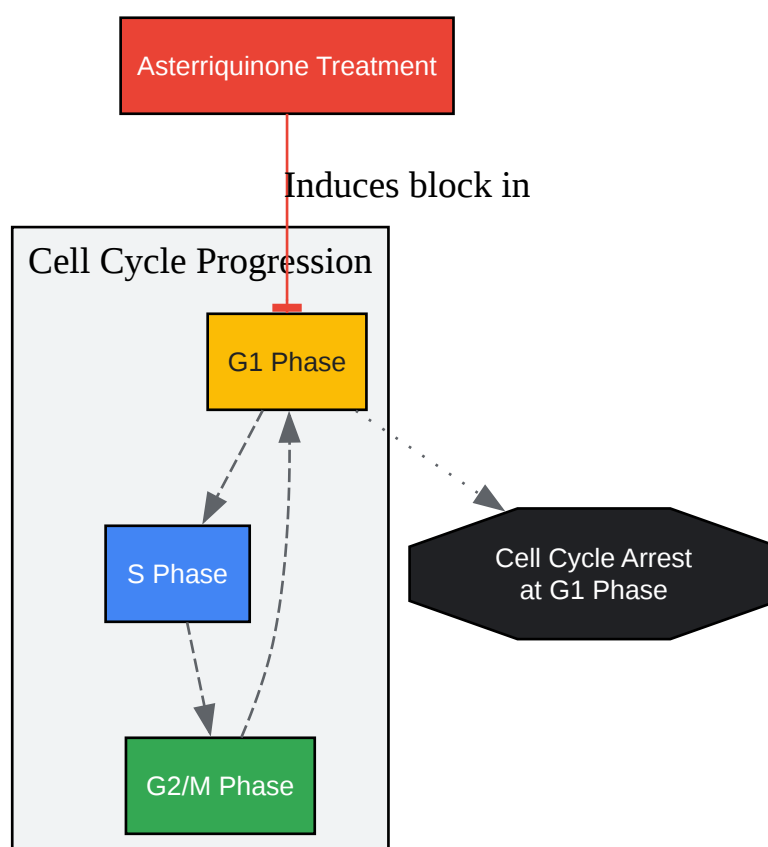 Asterriquinone Treatment
Induces block in
Cell Cycle Progression
G1 Phase
S Phase
Cell Cycle Arrest
at G1 Phase
G2/M Phase